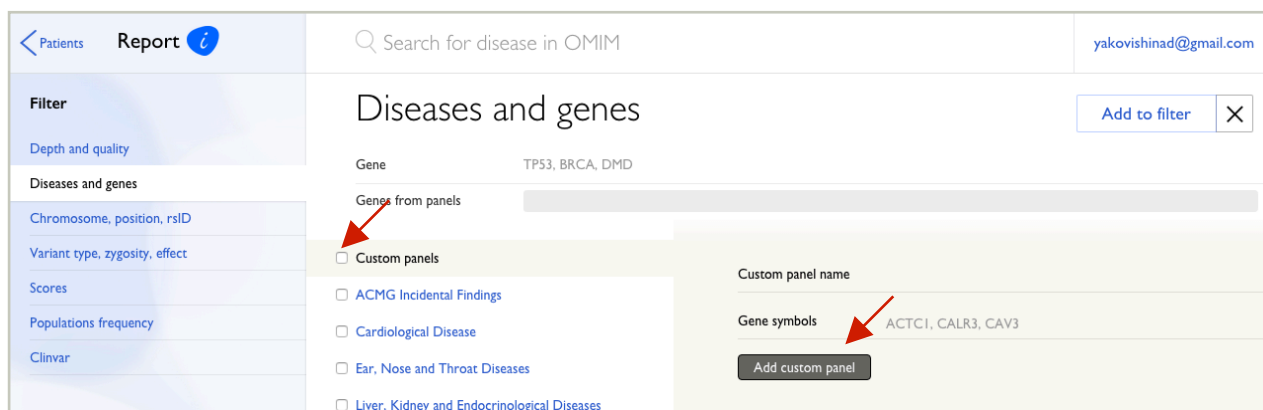 Patients Report i Search for disease in OMIM yakovishinad@gmail.com
Filter
Depth and quality
Diseases and genes
Chromosome, position, rsID
Variant type, zygosity, effect
Scores
Populations frequency
Clinvar
Diseases and genes
Add to filter
Gene TP53, BRCA, DMD
Genes from panels
Custom panels
ACMG Incidental Findings
Cardiological Disease
Ear, Nose and Throat Diseases
Liver, Kidney and Endocrinological Diseases
Custom panel name
Gene symbols ACTC1, CALR3, CAV3
Add custom panel